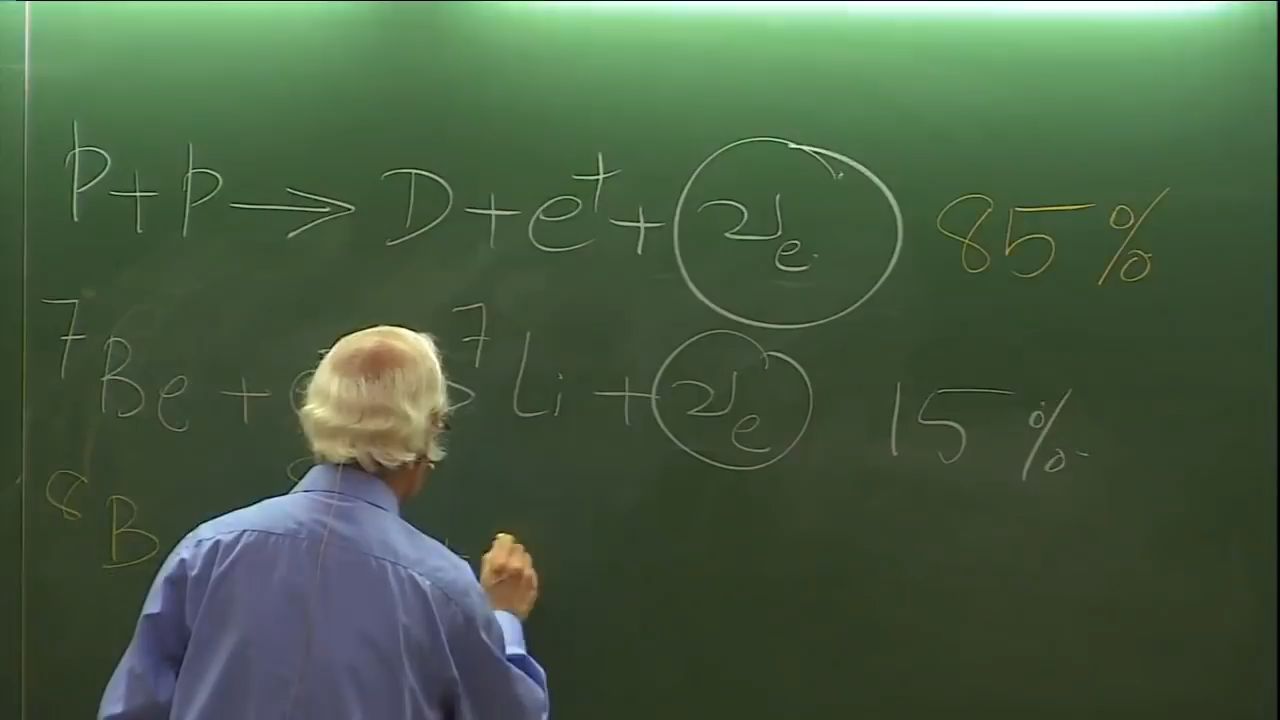 p + p → D + e⁺ + νₑ 85%
⁷Be + e > ⁷Li + νₑ 15%
⁸B